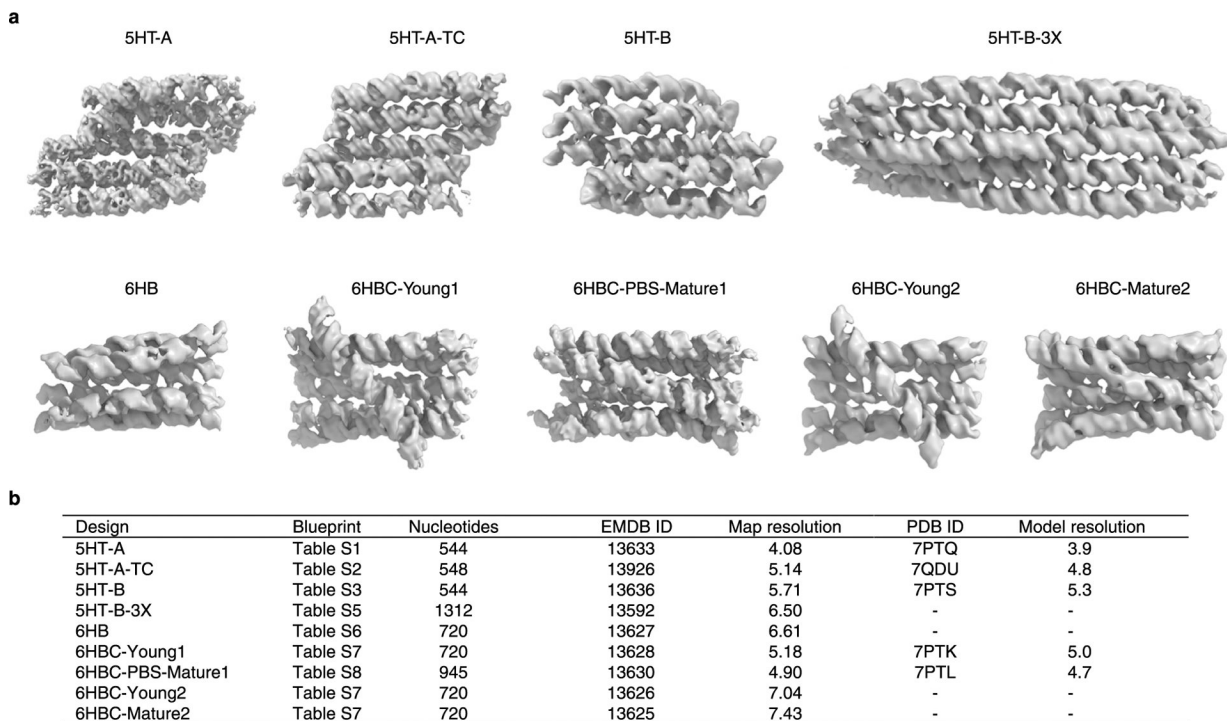 a
5HT-A 5HT-A-TC 5HT-B 5HT-B-3X
6HB 6HBC-Young1 6HBC-PBS-Mature1 6HBC-Young2 6HBC-Mature2
b
Design Blueprint Nucleotides EMDB ID Map resolution PDB ID Model resolution
5HT-A Table S1 544 13633 4.08 7PTQ 3.9
5HT-A-TC Table S2 548 13926 5.14 7QDU 4.8
5HT-B Table S3 544 13636 5.71 7PTS 5.3
5HT-B-3X Table S5 1312 13592 6.50 - -
6HB Table S6 720 13627 6.61 - -
6HBC-Young1 Table S7 720 13628 5.18 7PTK 5.0
6HBC-PBS-Mature1 Table S8 945 13630 4.90 7PTL 4.7
6HBC-Young2 Table S7 720 13626 7.04 - -
6HBC-Mature2 Table S7 720 13625 7.43 - -